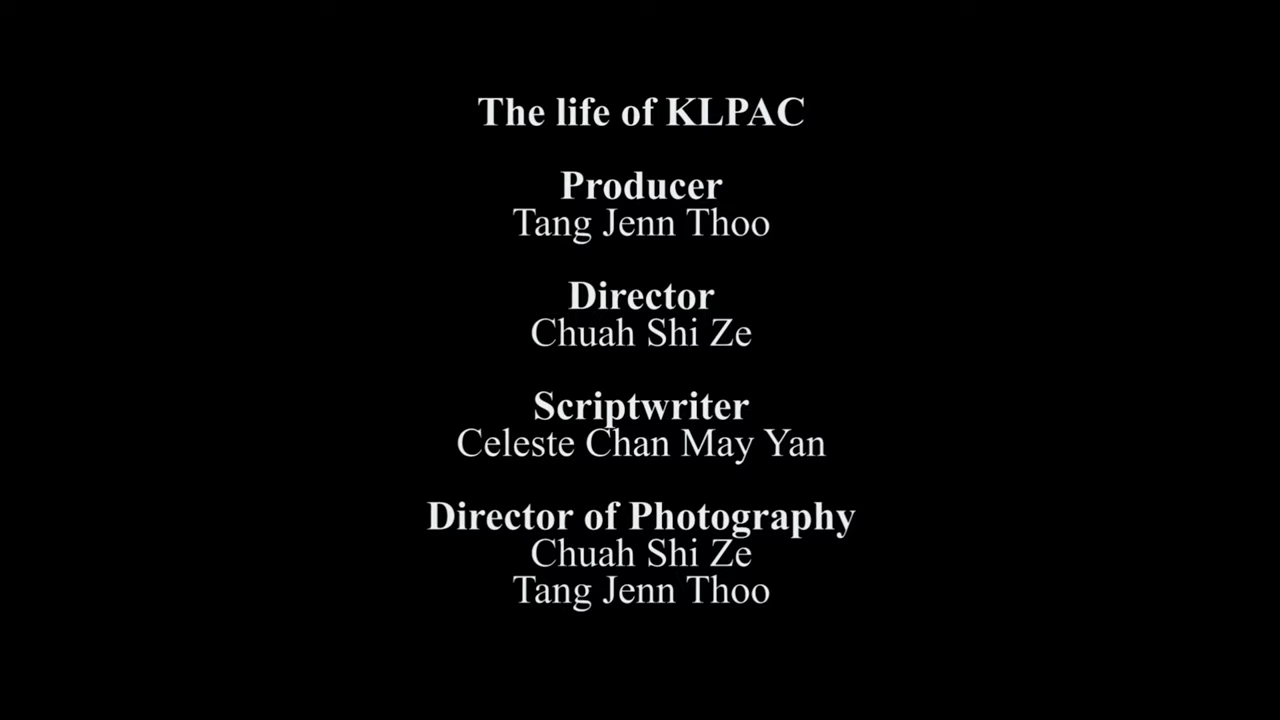 The life of KLPAC
Producer
Tang Jenn Thoo
Director
Chuah Shi Ze
Scriptwriter
Celeste Chan May Yan
Director of Photography
Chuah Shi Ze
Tang Jenn Thoo